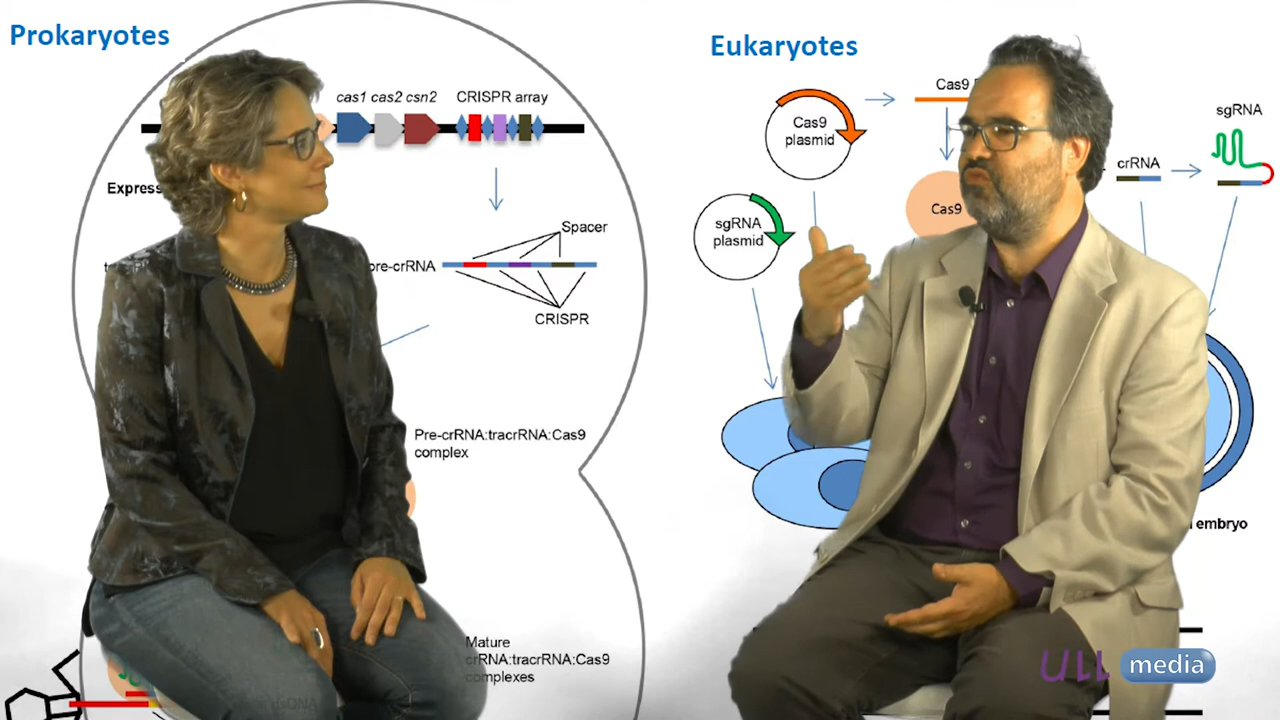 Prokaryotes
Eukaryotes
cas1 cas2 csn2
CRISPR array
Cas9
Cas9
plasmid
sgRNA
crRNA
Cas9
sgRNA
plasmid
Spacer
pre-crRNA
CRISPR
Pre-crRNA:tracrRNA:Cas9
complex
embryo
Mature
crRNA:tracrRNA:Cas9
complexes
ULL media